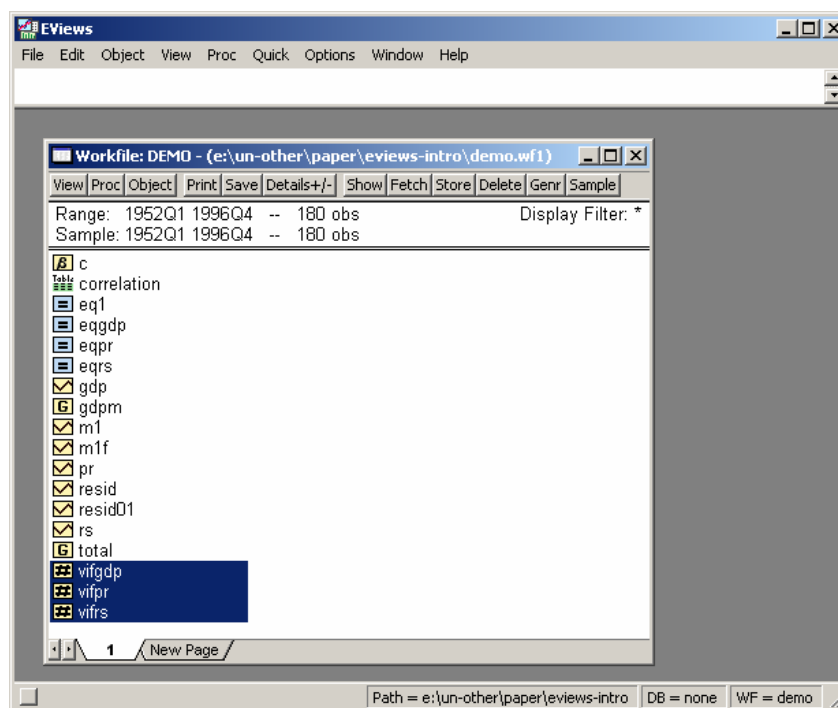 EViews
File Edit Object View Proc Quick Options Window Help
Workfile: DEMO - (e:\un-other\paper\eviews-intro\demo.wf1)
View Proc Object Print Save Details+/- Show Fetch Store Delete Genr Sample
Range: 1952Q1 1996Q4 -- 180 obs Display Filter: *
Sample: 1952Q1 1996Q4 -- 180 obs
β c
Table correlation
= eq1
= eqgdp
= eqpr
= eqrs
gdp
G gdpm
m1
m1f
pr
resid
resid01
rs
G total
# vifgdp
# vifpr
# vifrs
1 New Page
Path = e:\un-other\paper\eviews-intro DB = none WF = demo